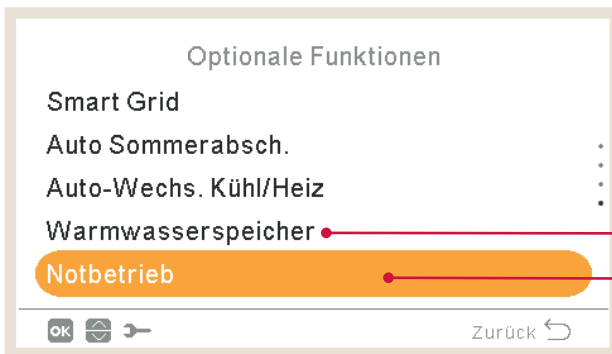 Optionale Funktionen
Smart Grid
Auto Sommerabsch.
Auto-Wechs. Kühl/Heiz
Warmwasserspeicher
Notbetrieb
OK
Zurück